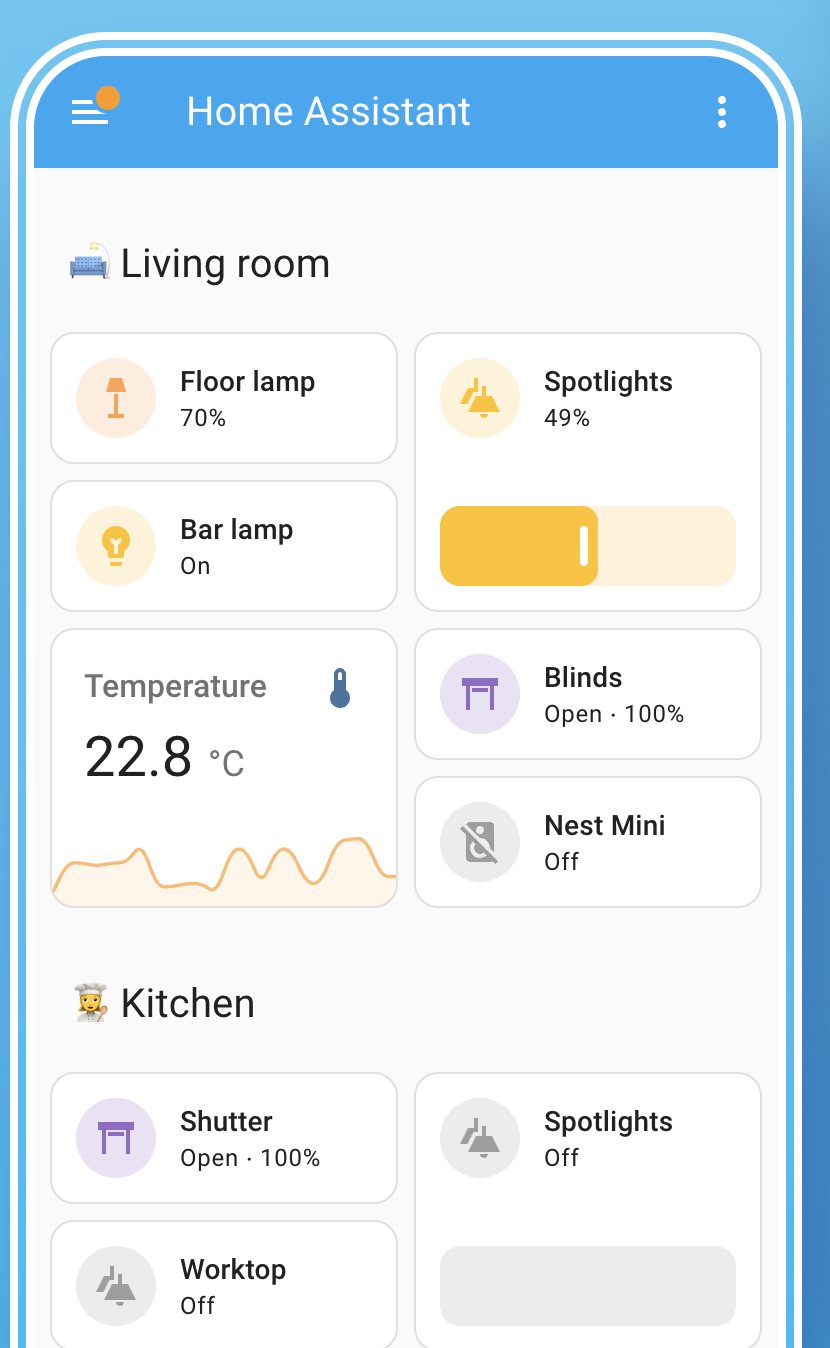 Home Assistant
Living room
Floor lamp
70%
Spotlights
49%
Bar lamp
On
Temperature
22.8 °C
Blinds
Open · 100%
Nest Mini
Off
Kitchen
Shutter
Open · 100%
Spotlights
Off
Worktop
Off